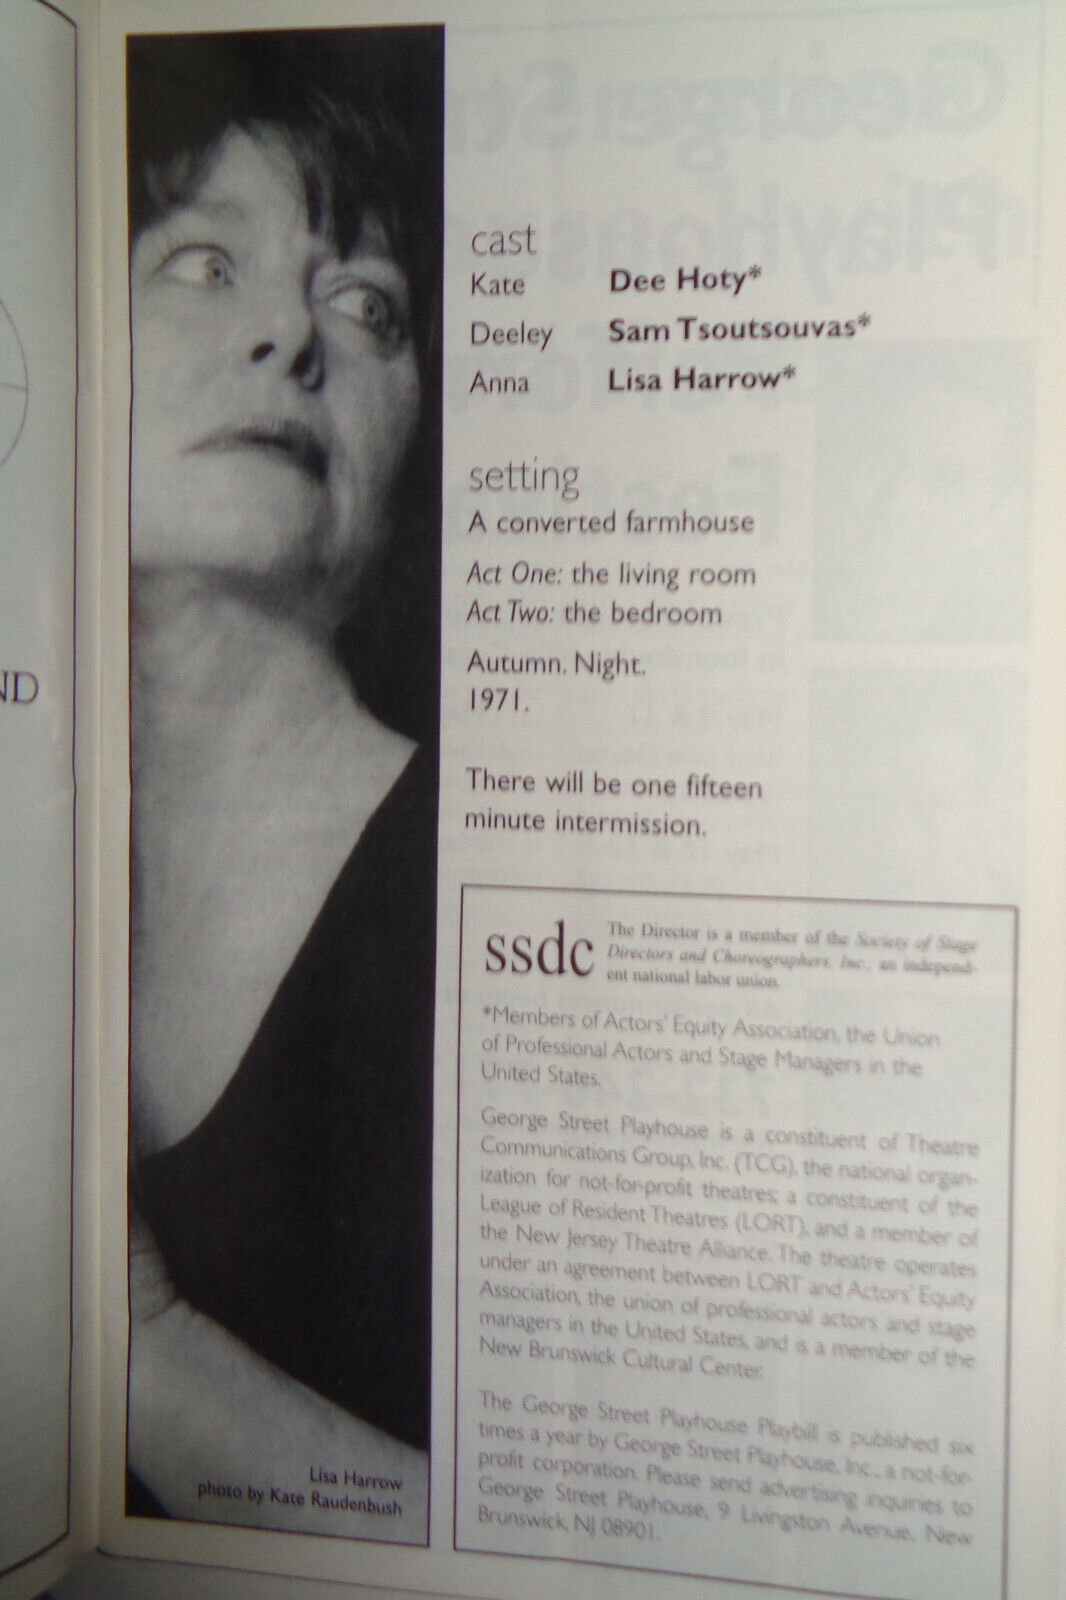 ND
cast
Kate Dee Hoty*
Deeley Sam Tsoutsouvas*
Anna Lisa Harrow*
setting
A converted farmhouse
Act One: the living room
Act Two: the bedroom
Autumn. Night.
1971.
There will be one fifteen
minute intermission.
ssdc
The Director is a member of the Society of Stage
Directors and Choreographers, Inc., an independ-
ent national labor union.
*Members of Actors' Equity Association, the Union
of Professional Actors and Stage Managers in the
United States.
George Street Playhouse is a constituent of Theatre
Communications Group, Inc. (TCG), the national organ-
ization for not-for-profit theatres; a constituent of the
League of Resident Theatres (LORT), and a member of
the New Jersey Theatre Alliance. The theatre operates
under an agreement between LORT and Actors' Equity
Association, the union of professional actors and stage
managers in the United States, and is a member of the
New Brunswick Cultural Center.
The George Street Playhouse Playbill is published six
times a year by George Street Playhouse, Inc., a not-for-
profit corporation. Please send advertising inquiries to
George Street Playhouse, 9 Livingston Avenue, New
Brunswick, NJ 08901.
Lisa Harrow
photo by Kate Raudenbush